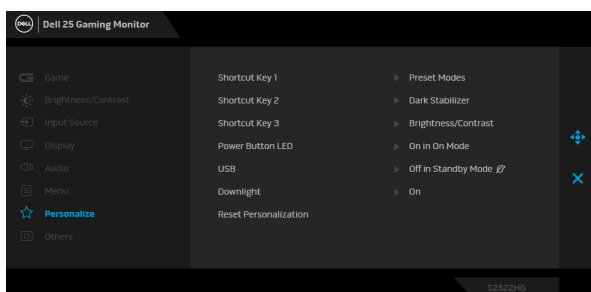 DELL
Dell 25 Gaming Monitor
Game
Brightness/Contrast
Input Source
Display
Audio
Menu
Personalize
Others
Shortcut Key 1 Preset Modes
Shortcut Key 2 Dark Stabilizer
Shortcut Key 3 Brightness/Contrast
Power Button LED On in On Mode
USB Off in Standby Mode
Downlight On
Reset Personalization
S2522HG